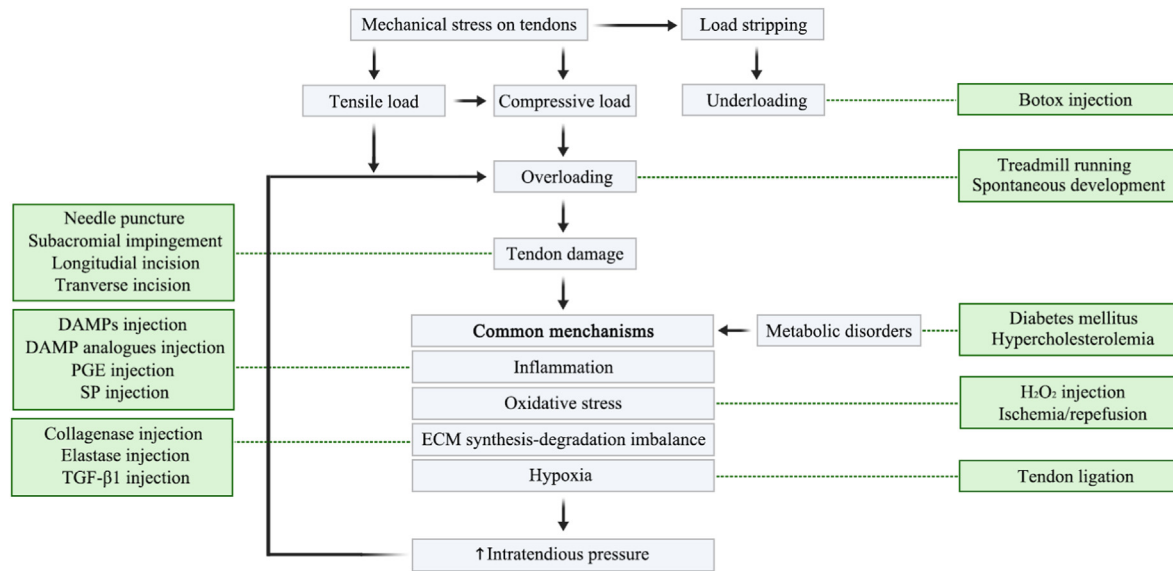 Mechanical stress on tendons
Load stripping
Tensile load
Compressive load
Underloading
Botox injection
Overloading
Treadmill running
Spontaneous development
Needle puncture
Subacromial impingement
Longitudial incision
Tranverse incision
Tendon damage
DAMPs injection
DAMP analogues injection
PGE injection
SP injection
Common menchanisms
Metabolic disorders
Diabetes mellitus
Hypercholesterolemia
Inflammation
Oxidative stress
H₂O₂ injection
Ischemia/repefusion
Collagenase injection
Elastase injection
TGF-β1 injection
ECM synthesis-degradation imbalance
Hypoxia
Tendon ligation
↑Intratendious pressure